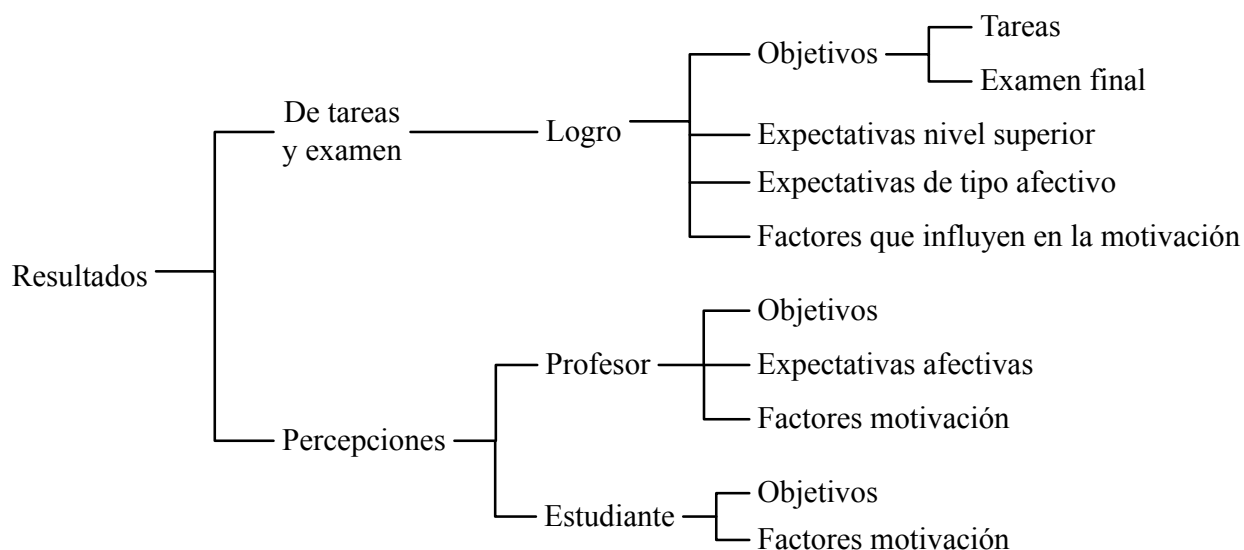 Tareas
Objetivos
Examen final
De tareas
y examen
Logro
Expectativas nivel superior
Expectativas de tipo afectivo
Factores que influyen en la motivación
Resultados
Objetivos
Profesor
Expectativas afectivas
Factores motivación
Percepciones
Objetivos
Estudiante
Factores motivación